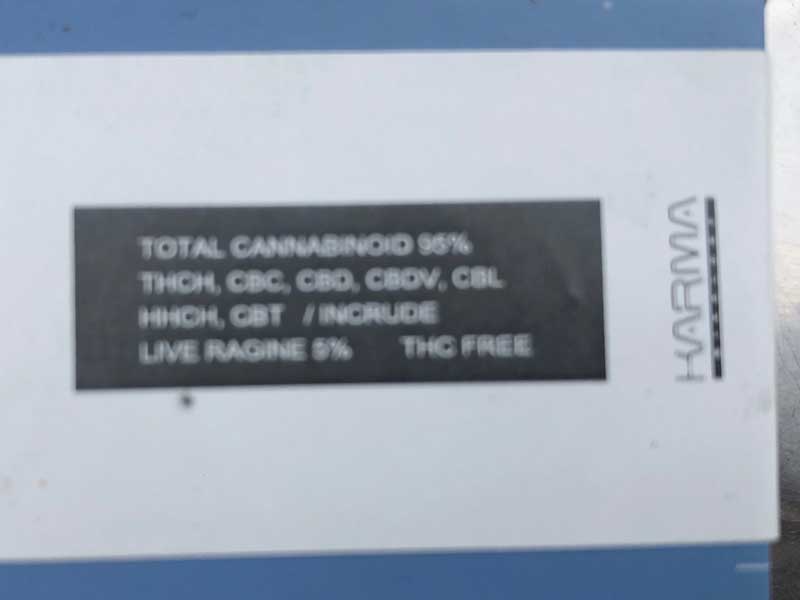 TOTAL CANNABINOID 95%
THCH, CBC, CBD, CBDV, CBL
HHCH, CBT / INCRUDE
LIVE RAGINE 5% THC FREE
KARMA